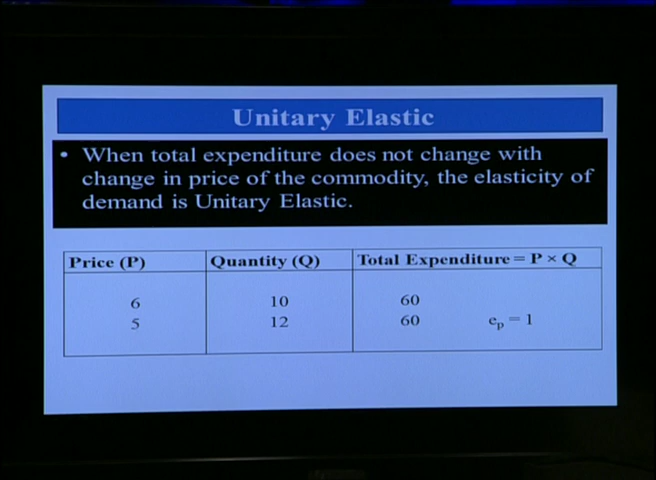 Unitary Elastic
• When total expenditure does not change with
change in price of the commodity, the elasticity of
demand is Unitary Elastic.
Price (P) Quantity (Q) Total Expenditure = P × Q
6 10 60
5 12 60 eₚ = 1